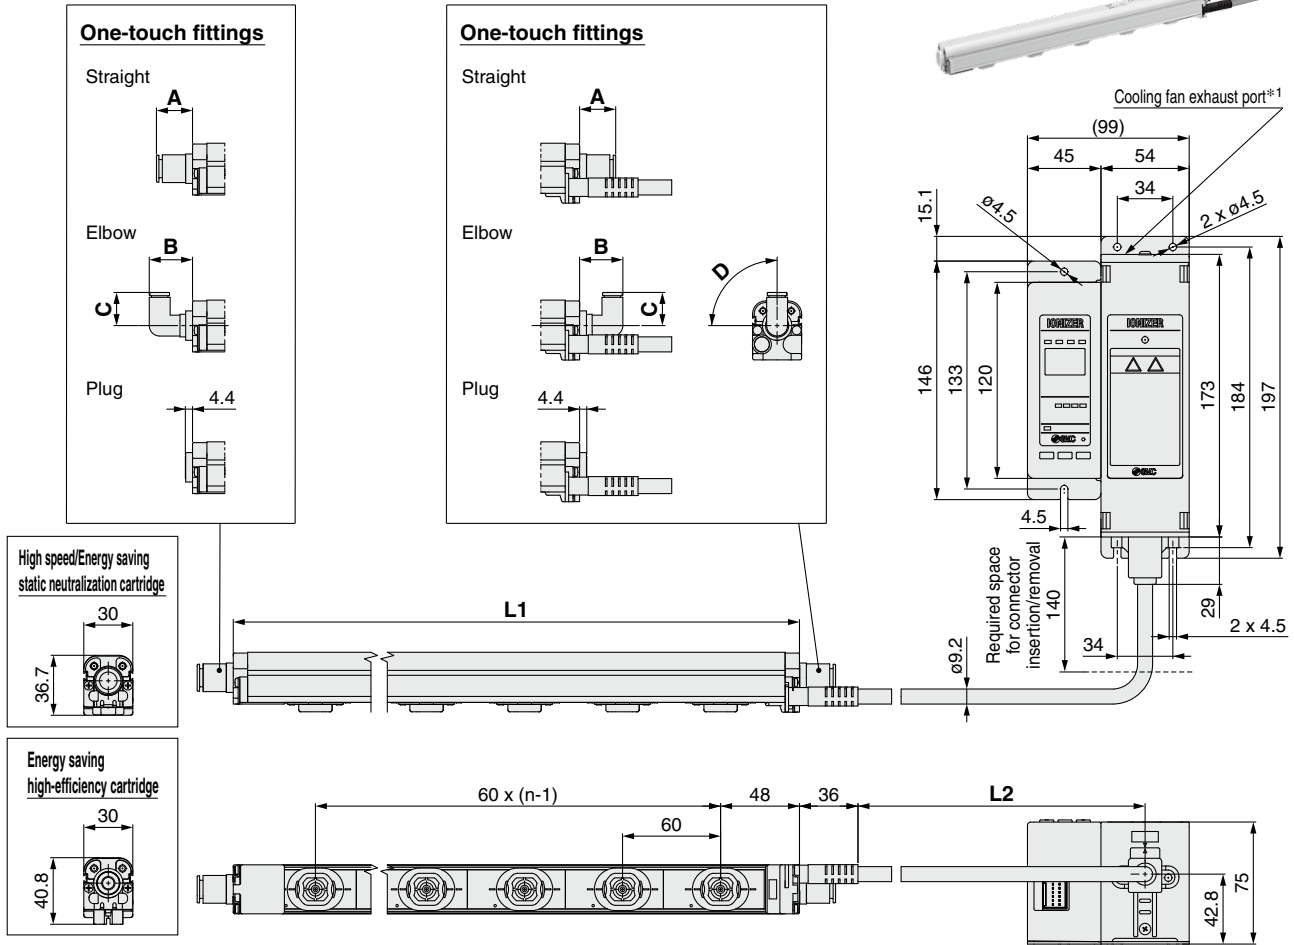 One-touch fittings
Straight
A
Elbow
B
C
Plug
4.4
One-touch fittings
Straight
A
Elbow
B
C
D
Plug
4.4
Cooling fan exhaust port*1
(99)
45
54
34
15.1
ø4.5
2 x ø4.5
146
133
120
IONIZER
SMC
IONIZER
SMC
173
184
197
4.5
Required space
for connector
insertion/removal
140
29
2 x 4.5
34
ø9.2
High speed/Energy saving
static neutralization cartridge
30
36.7
L1
Energy saving
high-efficiency cartridge
30
40.8
60 x (n-1)
48
36
L2
60
42.8
75